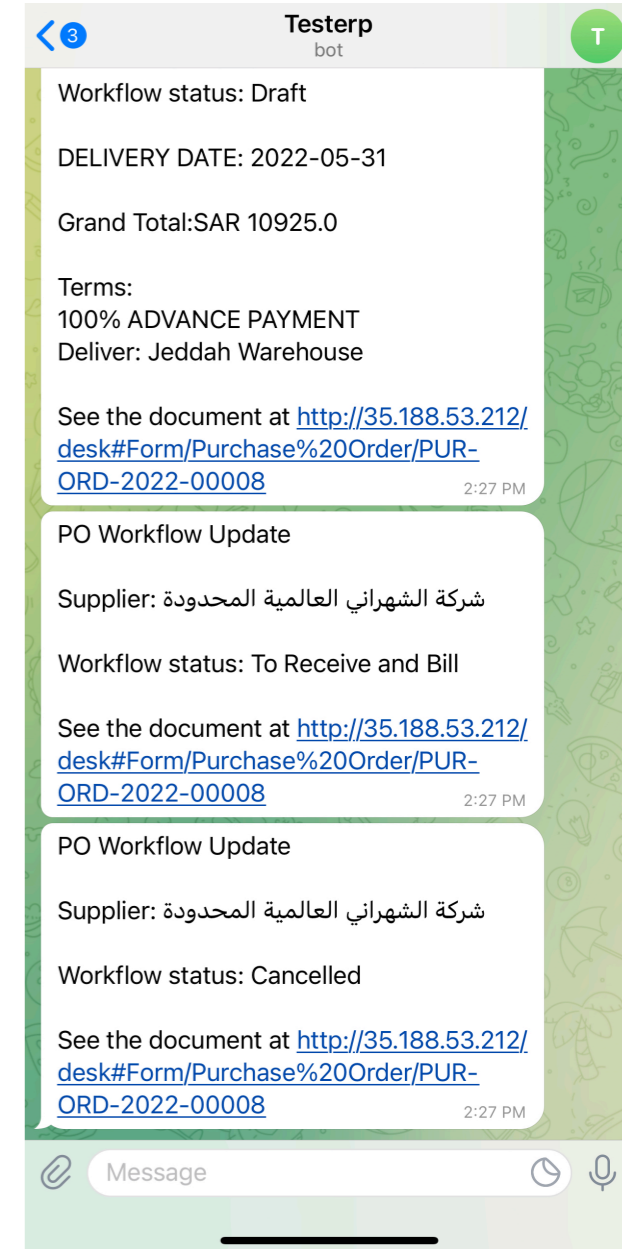 3
Testerp
bot
T
Workflow status: Draft
DELIVERY DATE: 2022-05-31
Grand Total:SAR 10925.0
Terms:
100% ADVANCE PAYMENT
Deliver: Jeddah Warehouse
See the document at http://35.188.53.212/
desk#Form/Purchase%20Order/PUR-
ORD-2022-00008
2:27 PM
PO Workflow Update
Supplier: شركة الشهراني العالمية المحدودة
Workflow status: To Receive and Bill
See the document at http://35.188.53.212/
desk#Form/Purchase%20Order/PUR-
ORD-2022-00008
2:27 PM
PO Workflow Update
Supplier: شركة الشهراني العالمية المحدودة
Workflow status: Cancelled
See the document at http://35.188.53.212/
desk#Form/Purchase%20Order/PUR-
ORD-2022-00008
2:27 PM
Message